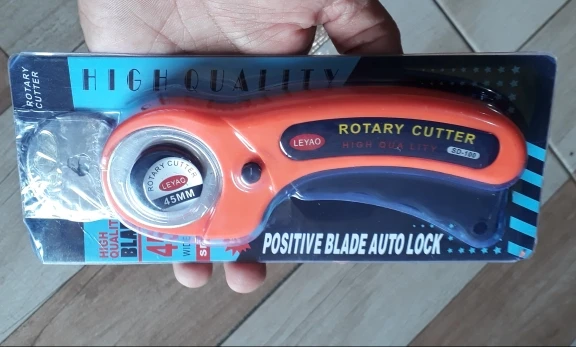 ROTARY
CUTTER
HIGH QUALITY
ROTARY CUTTER
LEYAO
45MM
LEYAO
ROTARY CUTTER
HIGH QUALITY
SD-100
HIGH
QUALITY
POSITIVE BLADE AUTO LOCK